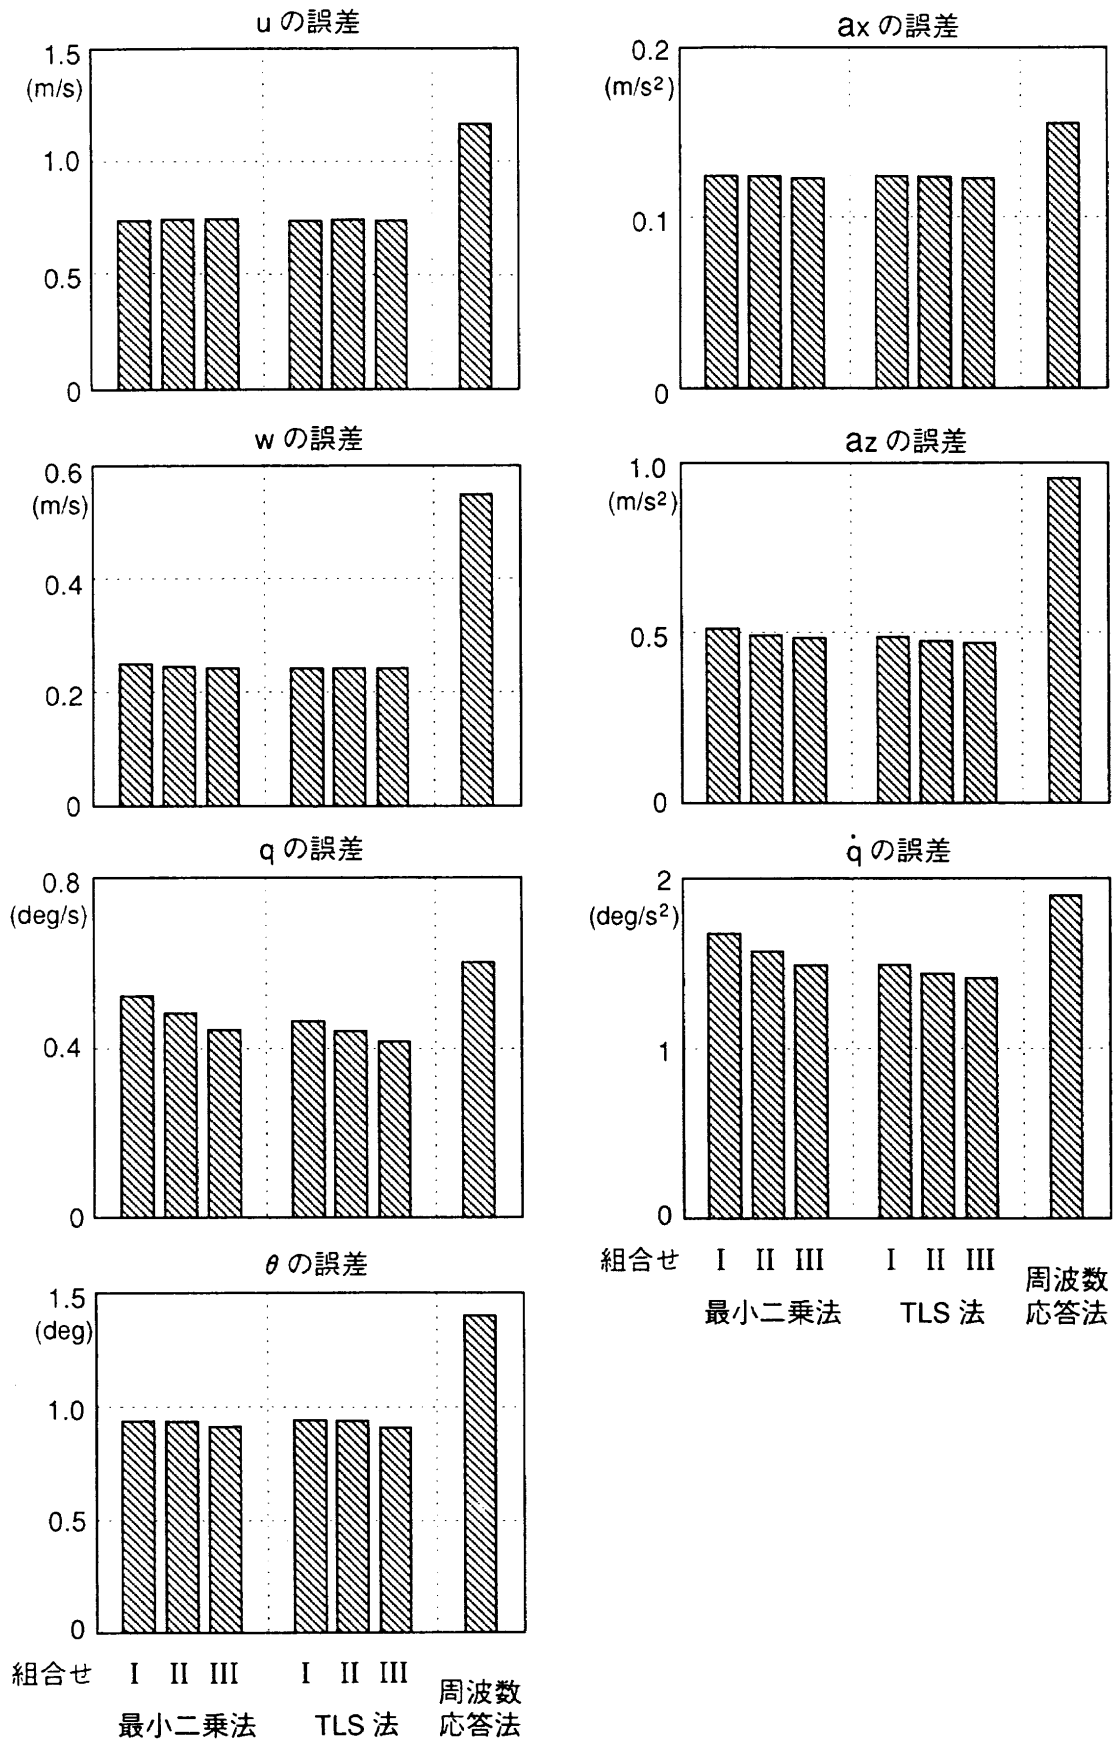 u の誤差
1.5
(m/s)
1.0
0.5
0
ax の誤差
0.2
(m/s²)
0.1
0
w の誤差
0.6
(m/s)
0.4
0.2
0
az の誤差
1.0
(m/s²)
0.5
0
q の誤差
0.8
(deg/s)
0.4
0
q̇ の誤差
2
(deg/s²)
1
0
組合せ I II III I II III
最小二乗法 TLS 法 周波数
応答法
θ の誤差
1.5
(deg)
1.0
0.5
0
組合せ I II III I II III
最小二乗法 TLS 法 周波数
応答法